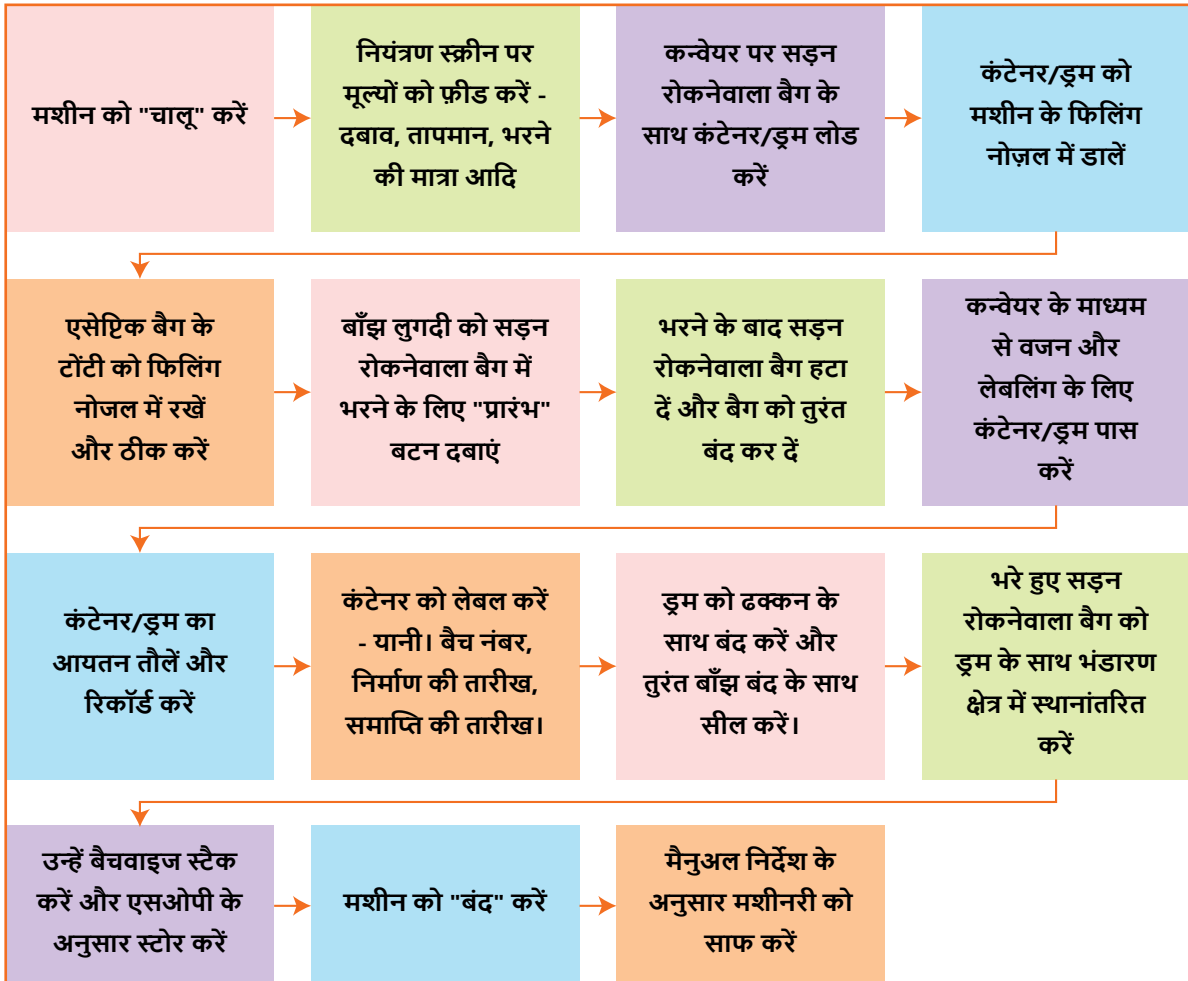 मशीन को "चालू" करें
नियंत्रण स्क्रीन पर
मूल्यों को फ़ीड करें -
दबाव, तापमान, भरने
की मात्रा आदि
कन्वेयर पर सड़न
रोकनेवाला बैग के
साथ कंटेनर/ड्रम लोड
करें
कंटेनर/ड्रम को
मशीन के फिलिंग
नोज़ल में डालें
एसेप्टिक बैग के
टोंटी को फिलिंग
नोजल में रखें
और ठीक करें
बाँझ लुगदी को सड़न
रोकनेवाला बैग में
भरने के लिए "प्रारंभ"
बटन दबाएं
भरने के बाद सड़न
रोकनेवाला बैग हटा
दें और बैग को तुरंत
बंद कर दें
कन्वेयर के माध्यम
से वजन और
लेबलिंग के लिए
कंटेनर/ड्रम पास
करें
कंटेनर/ड्रम का
आयतन तौलें और
रिकॉर्ड करें
कंटेनर को लेबल करें
- यानी। बैच नंबर,
निर्माण की तारीख,
समाप्ति की तारीख।
ड्रम को ढक्कन के
साथ बंद करें और
तुरंत बाँझ बंद के साथ
सील करें।
भरे हुए सड़न
रोकनेवाला बैग को
ड्रम के साथ भंडारण
क्षेत्र में स्थानांतरित
करें
उन्हें बैचवाइज स्टैक
करें और एसओपी के
अनुसार स्टोर करें
मशीन को "बंद" करें
मैनुअल निर्देश के
अनुसार मशीनरी को
साफ करें